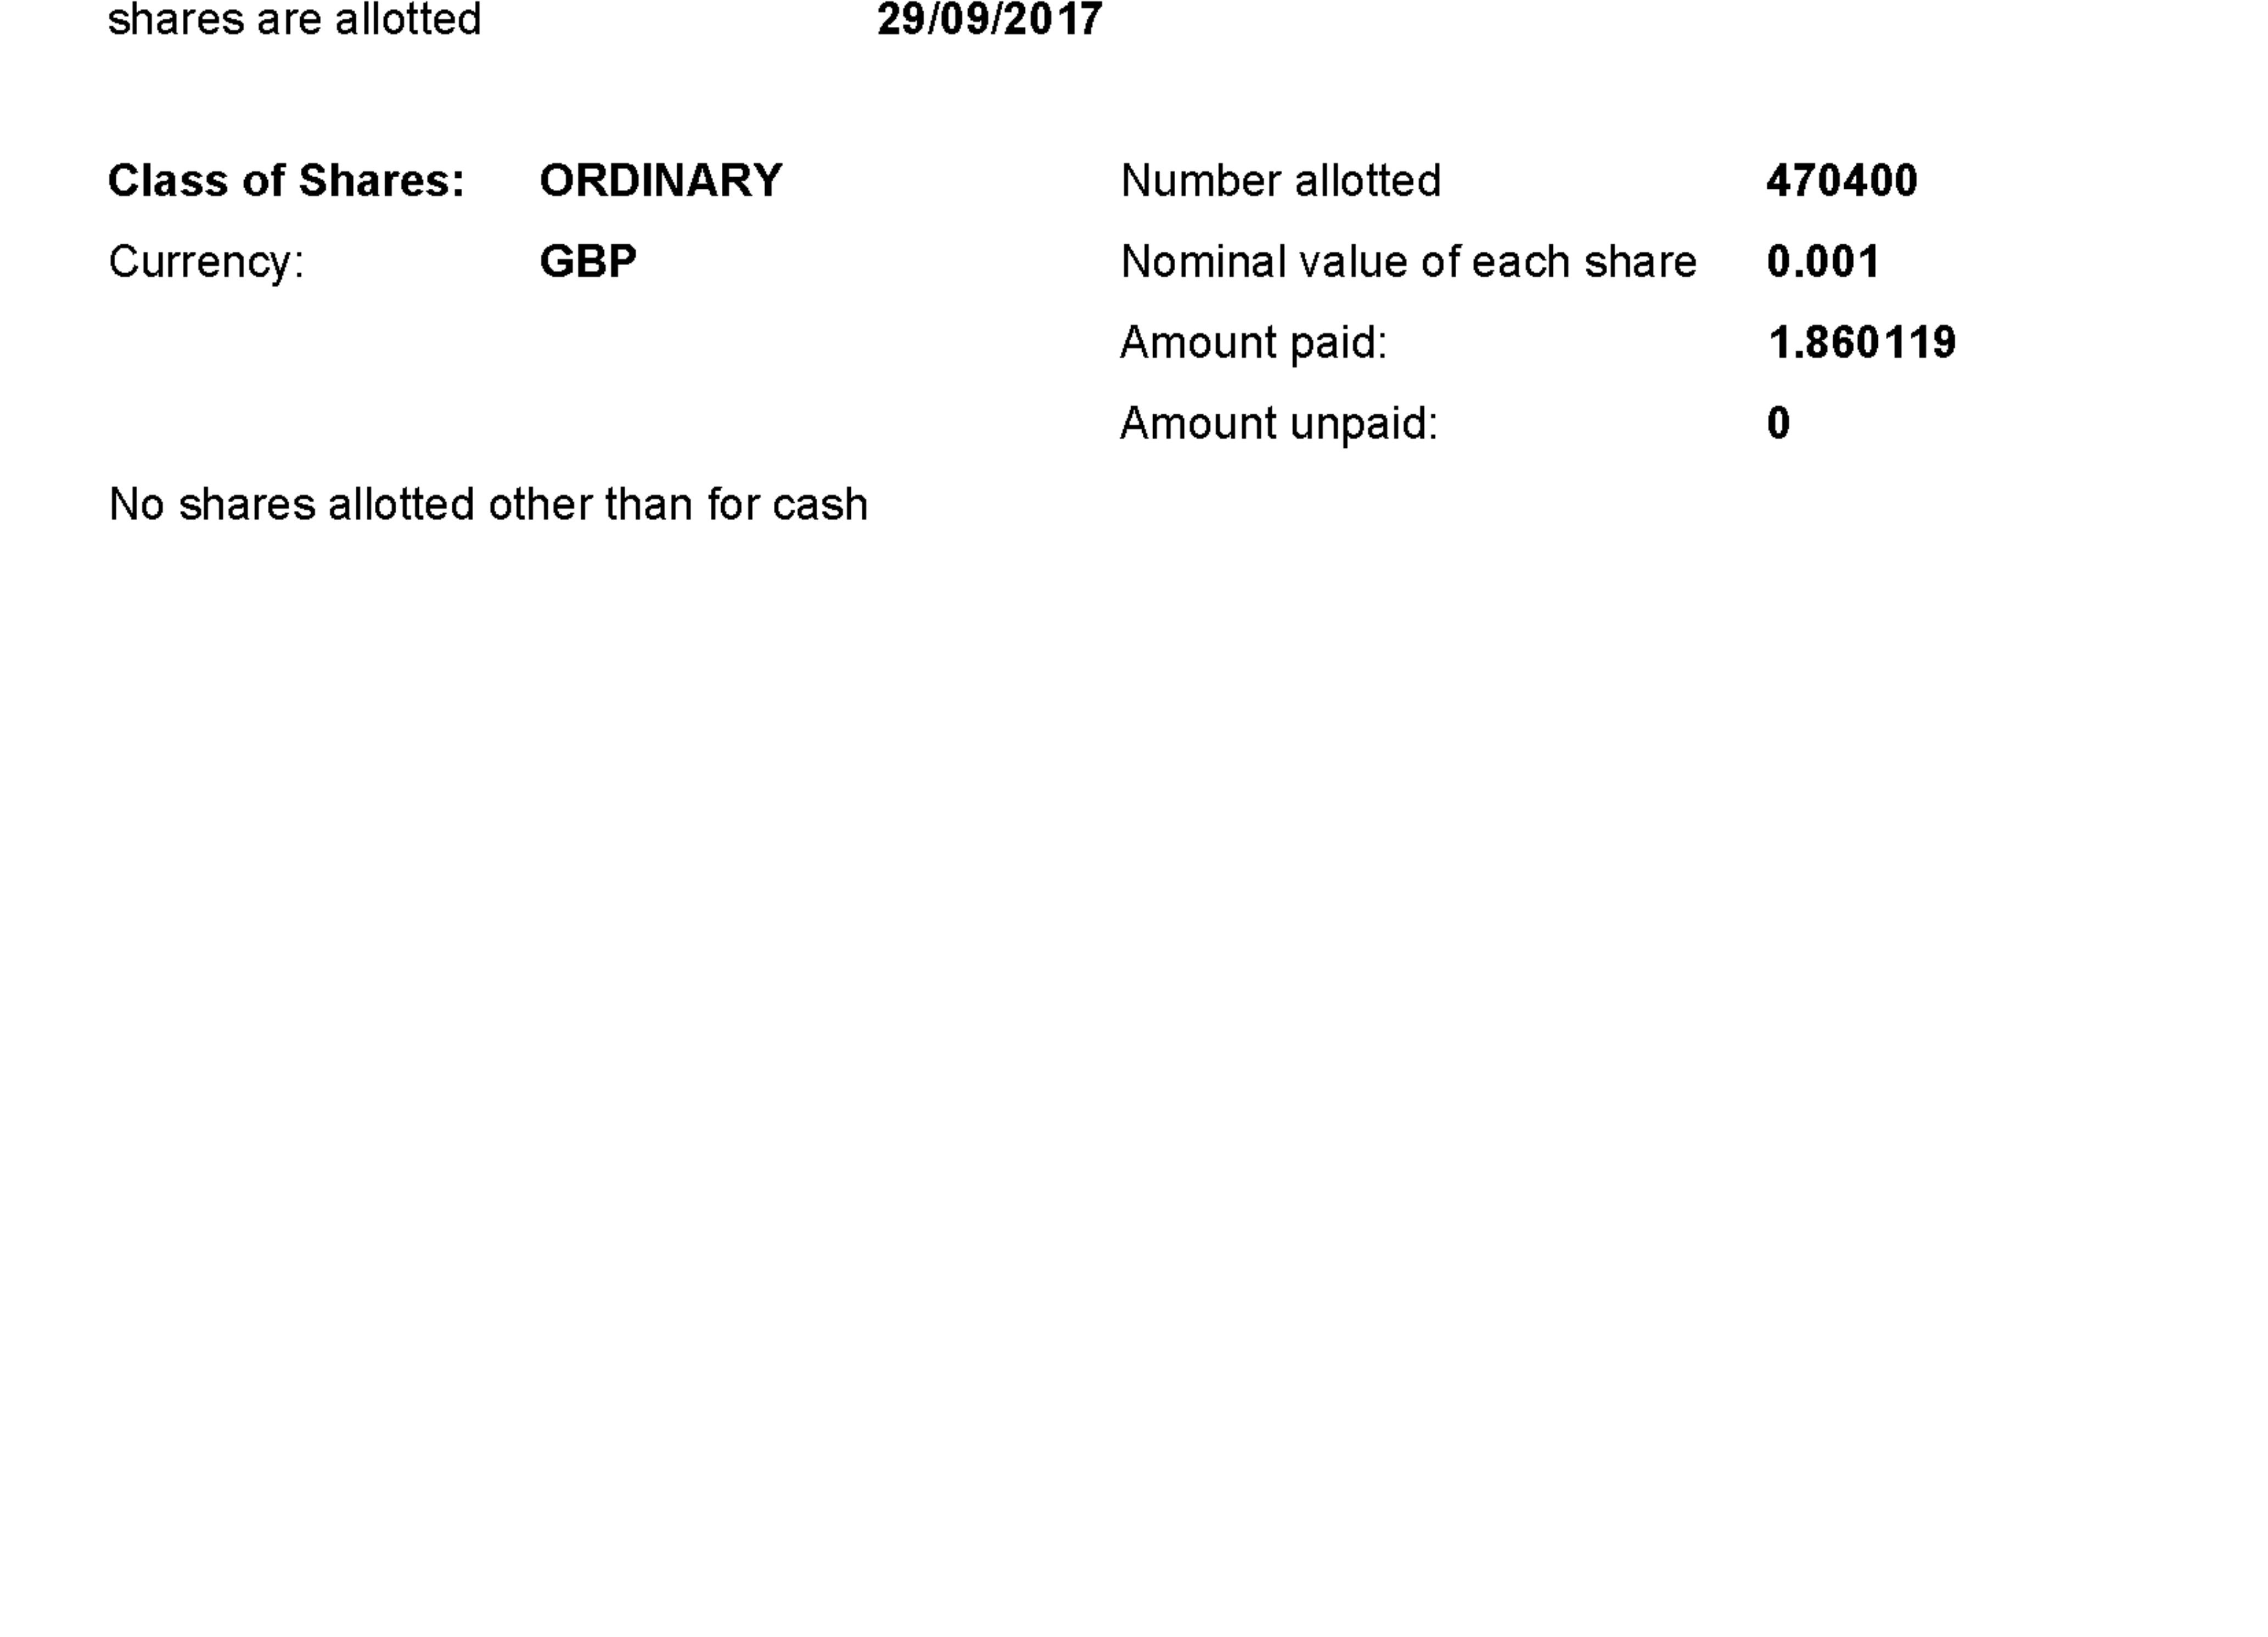 shares are allotted 29/09/2017
Class of Shares: ORDINARY Number allotted 470400
Currency: GBP Nominal value of each share 0.001
Amount paid: 1.860119
Amount unpaid: 0
No shares allotted other than for cash